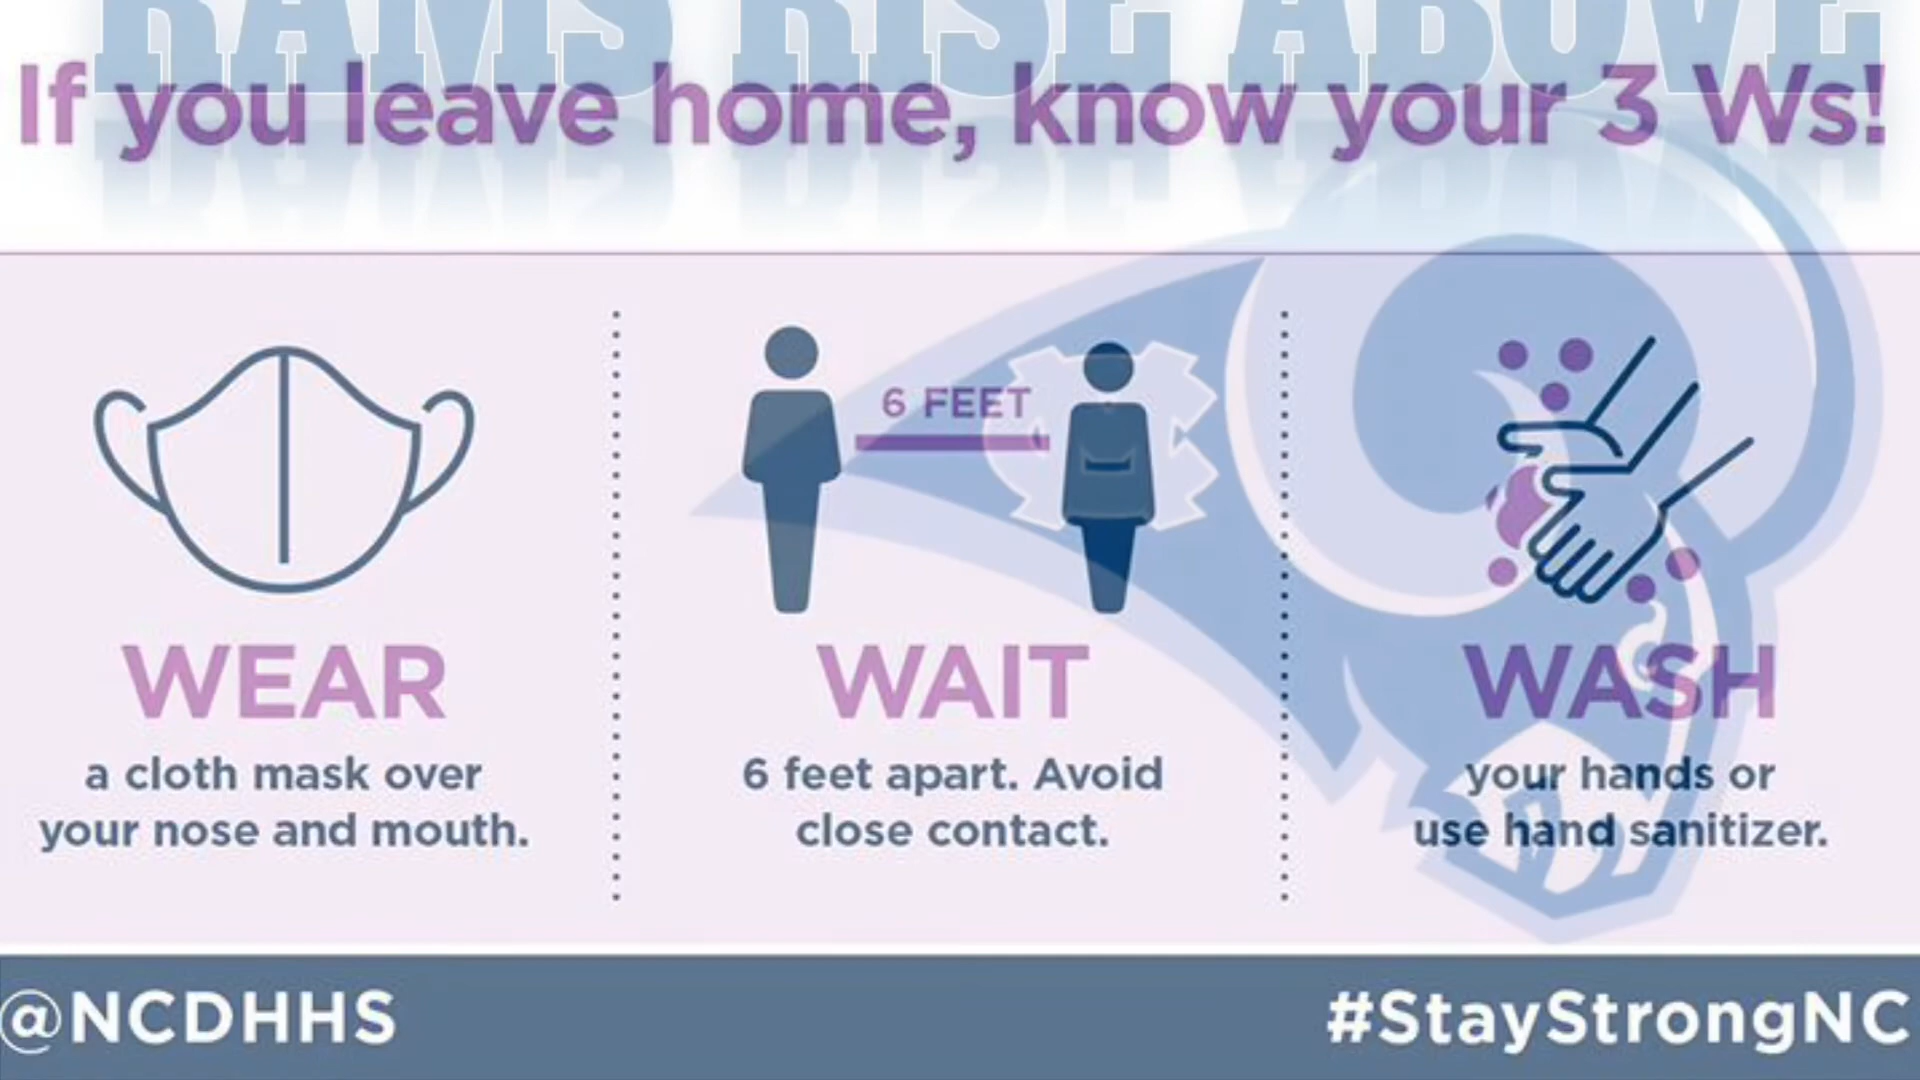 RAMS RISE ABOVE
If you leave home, know your 3 Ws!
6 FEET
WEAR
a cloth mask over
your nose and mouth.
WAIT
6 feet apart. Avoid
close contact.
WASH
your hands or
use hand sanitizer.
@NCDHHS
#StayStrongNC